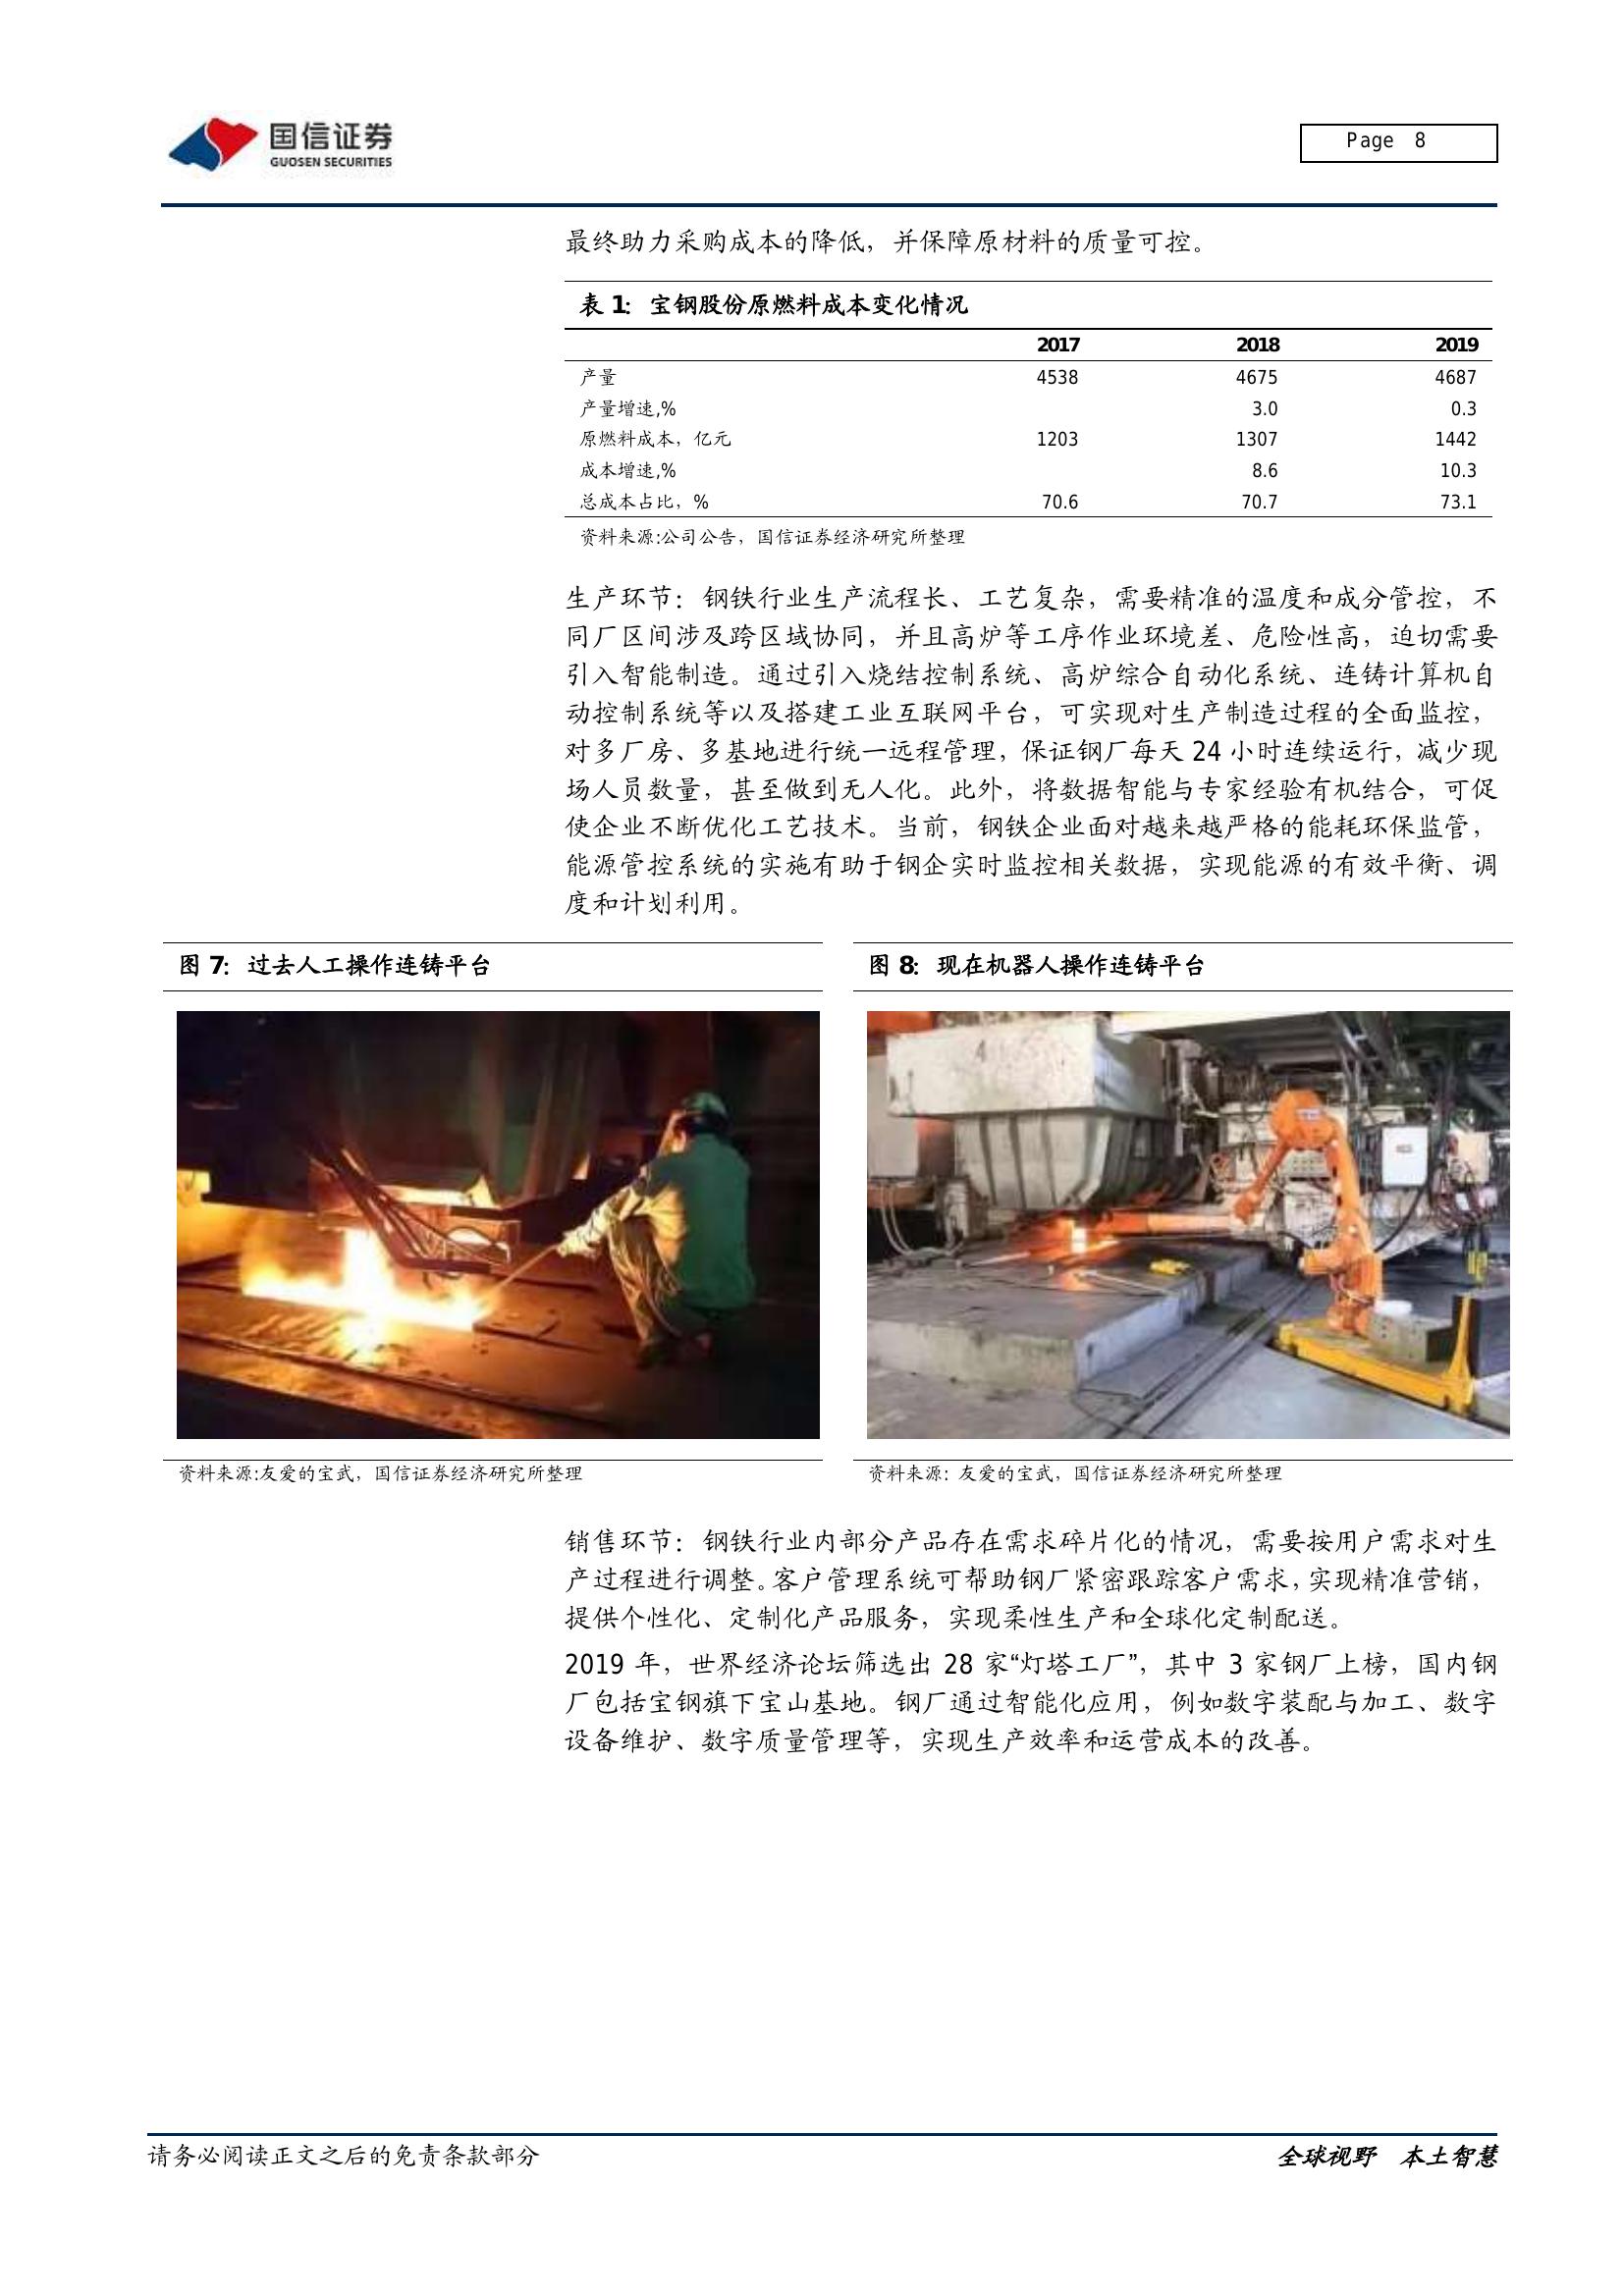 国信证券
GUOSEN SECURITIES
Page 8
最终助力采购成本的降低，并保障原材料的质量可控。
表 1：宝钢股份原燃料成本变化情况
2017 2018 2019
产量 4538 4675 4687
产量增速,% 3.0 0.3
原燃料成本，亿元 1203 1307 1442
成本增速,% 8.6 10.3
总成本占比，% 70.6 70.7 73.1
资料来源:公司公告，国信证券经济研究所整理
生产环节：钢铁行业生产流程长、工艺复杂，需要精准的温度和成分管控，不
同厂区间涉及跨区域协同，并且高炉等工序作业环境差、危险性高，迫切需要
引入智能制造。通过引入烧结控制系统、高炉综合自动化系统、连铸计算机自
动控制系统等以及搭建工业互联网平台，可实现对生产制造过程的全面监控，
对多厂房、多基地进行统一远程管理，保证钢厂每天 24 小时连续运行，减少现
场人员数量，甚至做到无人化。此外，将数据智能与专家经验有机结合，可促
使企业不断优化工艺技术。当前，钢铁企业面对越来越严格的能耗环保监管，
能源管控系统的实施有助于钢企实时监控相关数据，实现能源的有效平衡、调
度和计划利用。
图 7：过去人工操作连铸平台
图 8：现在机器人操作连铸平台
4
资料来源:友爱的宝武，国信证券经济研究所整理
资料来源：友爱的宝武，国信证券经济研究所整理
销售环节：钢铁行业内部分产品存在需求碎片化的情况，需要按用户需求对生
产过程进行调整。客户管理系统可帮助钢厂紧密跟踪客户需求，实现精准营销，
提供个性化、定制化产品服务，实现柔性生产和全球化定制配送。
2019 年，世界经济论坛筛选出 28 家“灯塔工厂”，其中 3 家钢厂上榜，国内钢
厂包括宝钢旗下宝山基地。钢厂通过智能化应用，例如数字装配与加工、数字
设备维护、数字质量管理等，实现生产效率和运营成本的改善。
请务必阅读正文之后的免责条款部分
全球视野 本土智慧